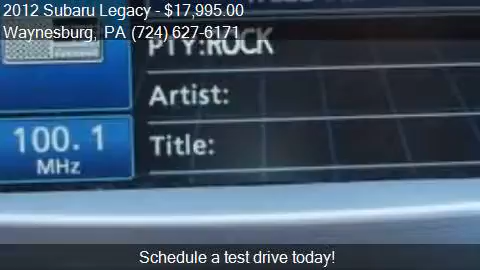 2012 Subaru Legacy - $17,995.00
Waynesburg, PA (724) 627-6171
PTY:ROCK
Artist:
100.1
Title:
MHz
Schedule a test drive today!